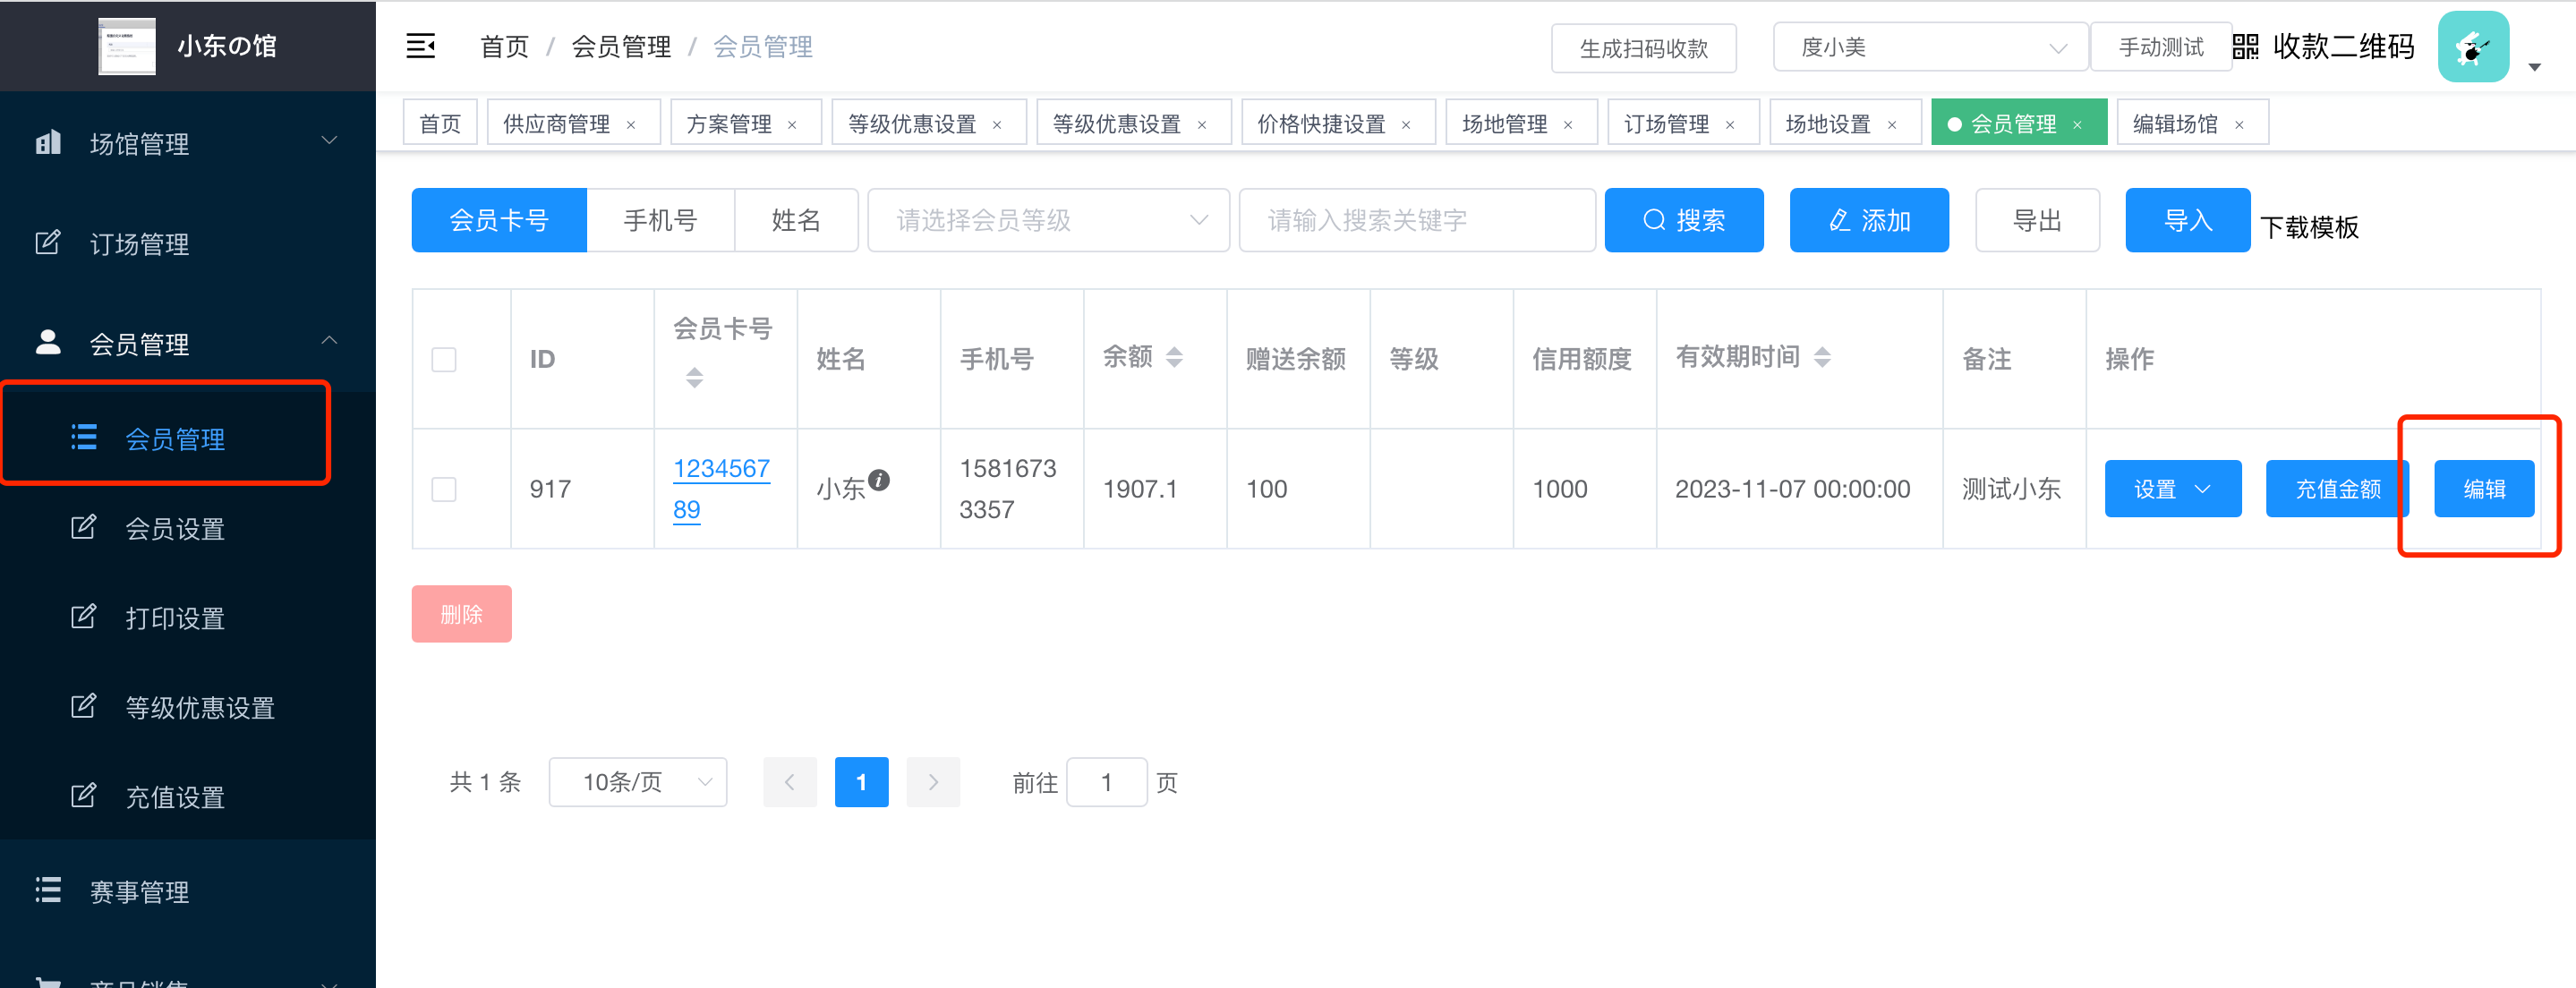 小东の馆
首页 / 会员管理 / 会员管理
生成扫码收款
度小美
手动测试
收款二维码
首页
供应商管理 ×
方案管理 ×
等级优惠设置 ×
等级优惠设置 ×
价格快捷设置 ×
场地管理 ×
订场管理 ×
场地设置 ×
会员管理 ×
编辑场馆 ×
场馆管理
订场管理
会员管理
会员管理
会员设置
打印设置
等级优惠设置
充值设置
赛事管理
商品销售
会员卡号
手机号
姓名
请选择会员等级
请输入搜索关键字
搜索
添加
导出
导入
下载模板
ID
会员卡号
姓名
手机号
余额
赠送余额
等级
信用额度
有效期时间
备注
操作
917
1234567
89
小东
1581673
3357
1907.1
100
1000
2023-11-07 00:00:00
测试小东
设置
充值金额
编辑
删除
共 1 条
10条/页
1
前往 1 页